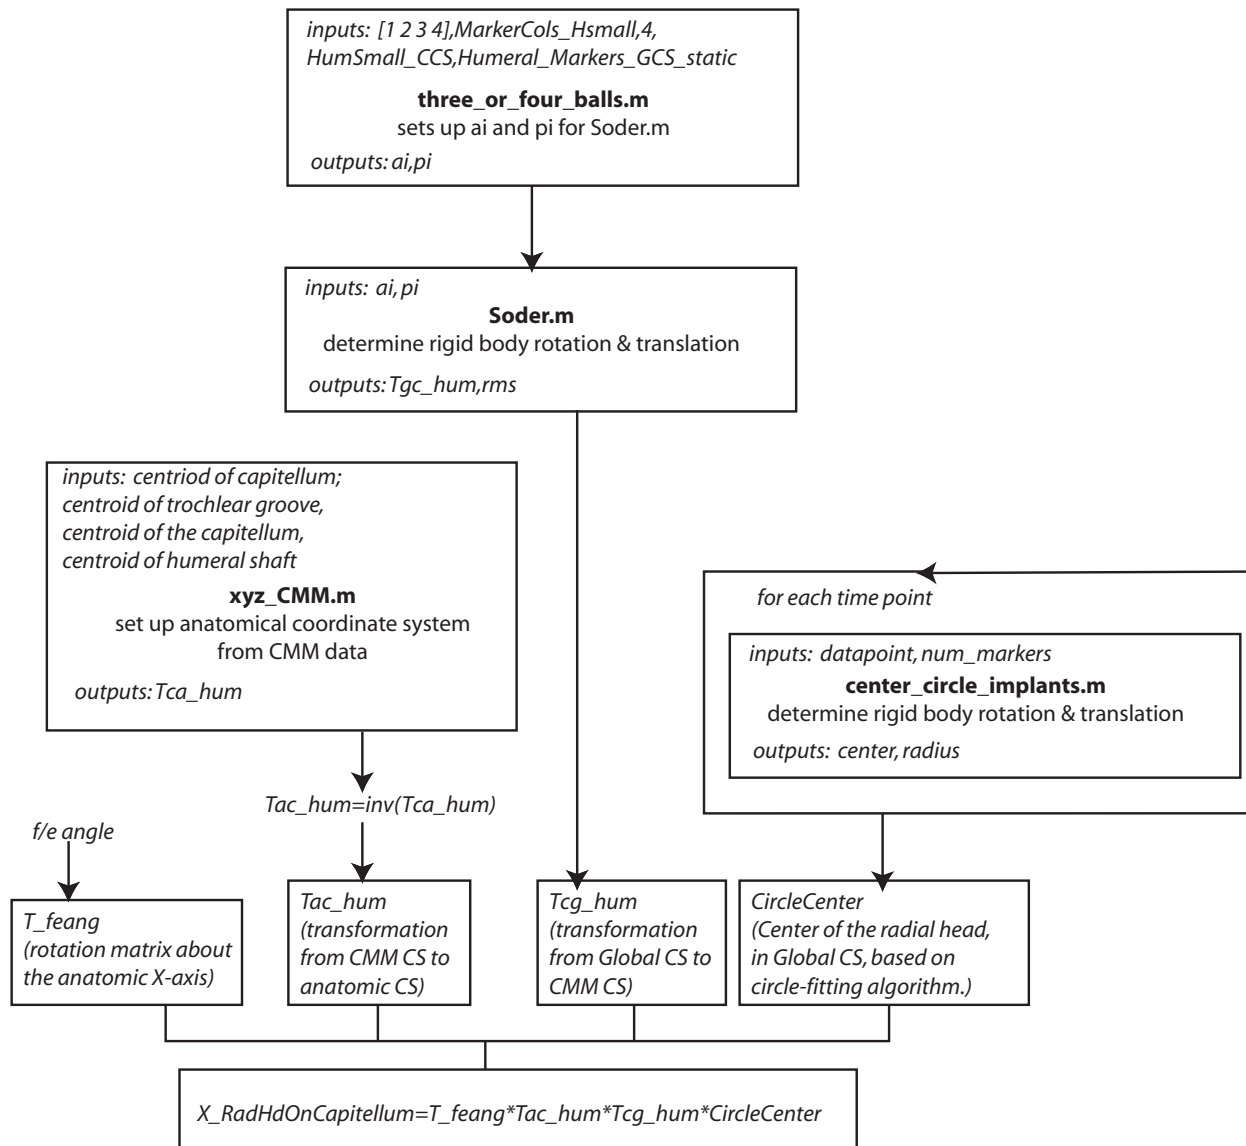 inputs: [1 2 3 4],MarkerCols_Hsmall,4,
HumSmall_CCS,Humeral_Markers_GCS_static
three_or_four_balls.m
sets up ai and pi for Soder.m
outputs: ai,pi
inputs: ai,pi
Soder.m
determine rigid body rotation & translation
outputs: Tgc_hum,rms
inputs: centriod of capitellum;
centroid of trochlear groove,
centroid of the capitellum,
centroid of humeral shaft
xyz_CMM.m
set up anatomical coordinate system
from CMM data
outputs: Tca_hum
for each time point
inputs: datapoint, num_markers
center_circle_implants.m
determine rigid body rotation & translation
outputs: center, radius
Tac_hum=inv(Tca_hum)
f/e angle
T_feang
(rotation matrix about
the anatomic X-axis)
Tac_hum
(transformation
from CMM CS to
anatomic CS)
Tcg_hum
(transformation
from Global CS to
CMM CS)
CircleCenter
(Center of the radial head,
in Global CS, based on
circle-fitting algorithm.)
X_RadHdOnCapitellum=T_feang*Tac_hum*Tcg_hum*CircleCenter